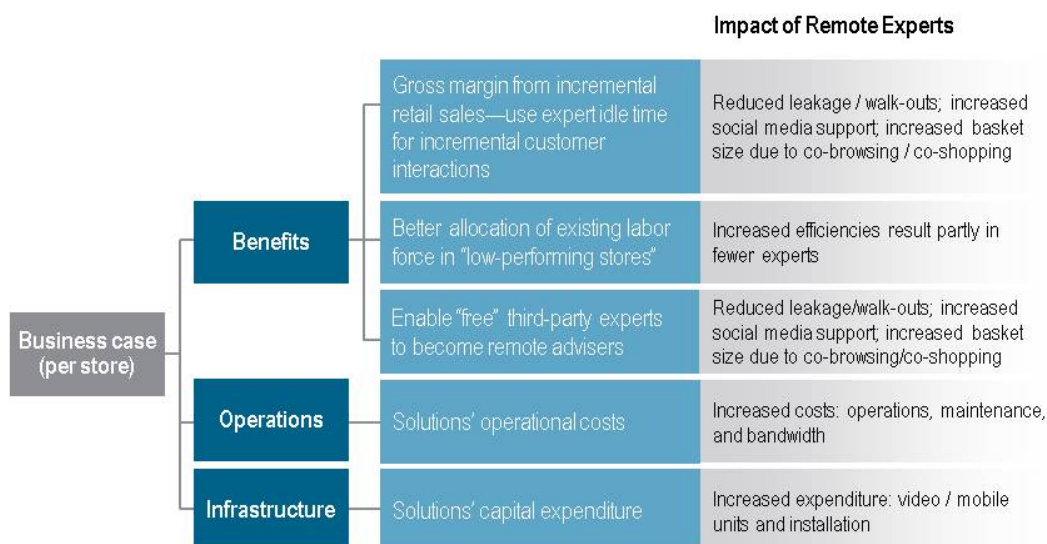 Impact of Remote Experts
Gross margin from incremental
retail sales—use expert idle time
for incremental customer
interactions
Reduced leakage / walk-outs; increased
social media support; increased basket
size due to co-browsing / co-shopping
Benefits
Better allocation of existing labor
force in "low-performing stores"
Increased efficiencies result partly in
fewer experts
Enable "free" third-party experts
to become remote advisers
Reduced leakage/walk-outs; increased
social media support; increased basket
size due to co-browsing/co-shopping
Business case
(per store)
Operations
Solutions' operational costs
Increased costs: operations, maintenance,
and bandwidth
Infrastructure
Solutions' capital expenditure
Increased expenditure: video / mobile
units and installation